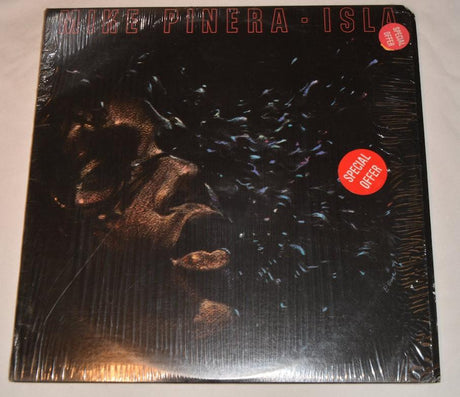 MIKE PINERA · ISLA
SPECIAL
OFFER
SPECIAL
OFFER